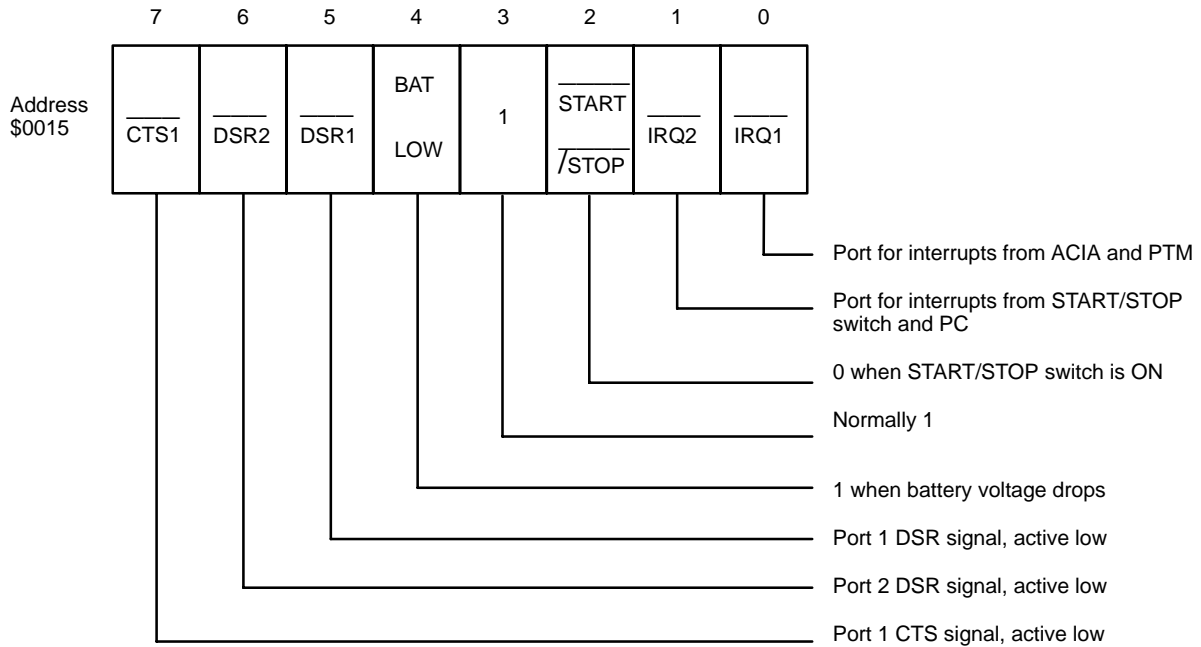 7 6 5 4 3 2 1 0
Address
$0015
CTS1
DSR2
DSR1
BAT
LOW
1
START
/STOP
IRQ2
IRQ1
Port for interrupts from ACIA and PTM
Port for interrupts from START/STOP
switch and PC
0 when START/STOP switch is ON
Normally 1
1 when battery voltage drops
Port 1 DSR signal, active low
Port 2 DSR signal, active low
Port 1 CTS signal, active low